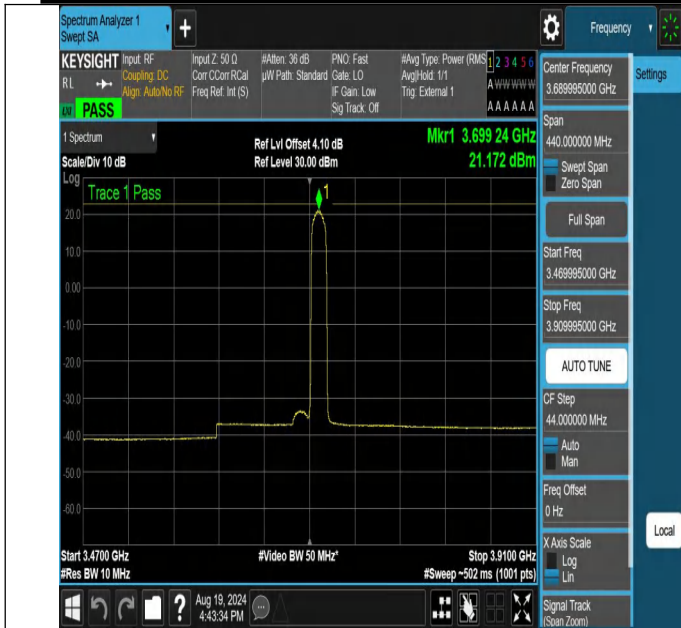 Spectrum Analyzer 1
Swept SA
+
Frequency
KEYSIGHT
RL
PASS
Input: RF
Coupling: DC
Align: Auto/No RF
Input Z: 50 Ω
Corr CCorr RCal
Freq Ref: Int (S)
#Atten: 36 dB
µW Path: Standard
PNO: Fast
Gate: LO
IF Gain: Low
Sig Track: Off
#Avg Type: Power (RMS
Avg|Hold: 1/1
Trig: External 1
1 2 3 4 5 6
A W W W W W
A A A A A A
1 Spectrum
Scale/Div 10 dB
Ref Lvl Offset 4.10 dB
Ref Level 30.00 dBm
Mkr1 3.699 24 GHz
21.172 dBm
Log
Trace 1 Pass
1
20.0
10.0
0.00
-10.0
-20.0
-30.0
-40.0
-50.0
-60.0
Start 3.4700 GHz
#Res BW 10 MHz
#Video BW 50 MHz*
Stop 3.9100 GHz
#Sweep ~502 ms (1001 pts)
Aug 19, 2024
4:43:34 PM
?
Center Frequency
3.689995000 GHz
Span
440.000000 MHz
Swept Span
Zero Span
Full Span
Start Freq
3.469995000 GHz
Stop Freq
3.909995000 GHz
AUTO TUNE
CF Step
44.000000 MHz
Auto
Man
Freq Offset
0 Hz
X Axis Scale
Log
Lin
Signal Track
(Span Zoom)
Settings
Local